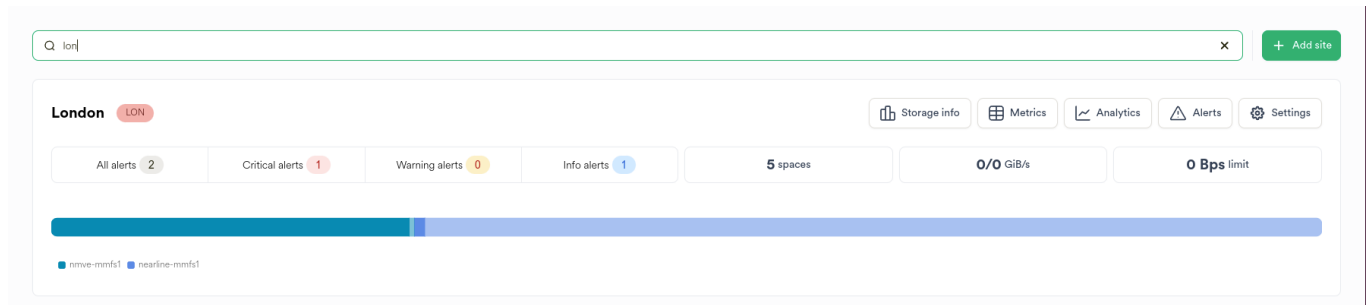 lon
+ Add site
London LON
Storage info Metrics Analytics Alerts Settings
All alerts 2 Critical alerts 1 Warning alerts 0 Info alerts 1 5 spaces 0/0 GiB/s 0 Bps limit
nmve-mmfs1 nearline-mmfs1